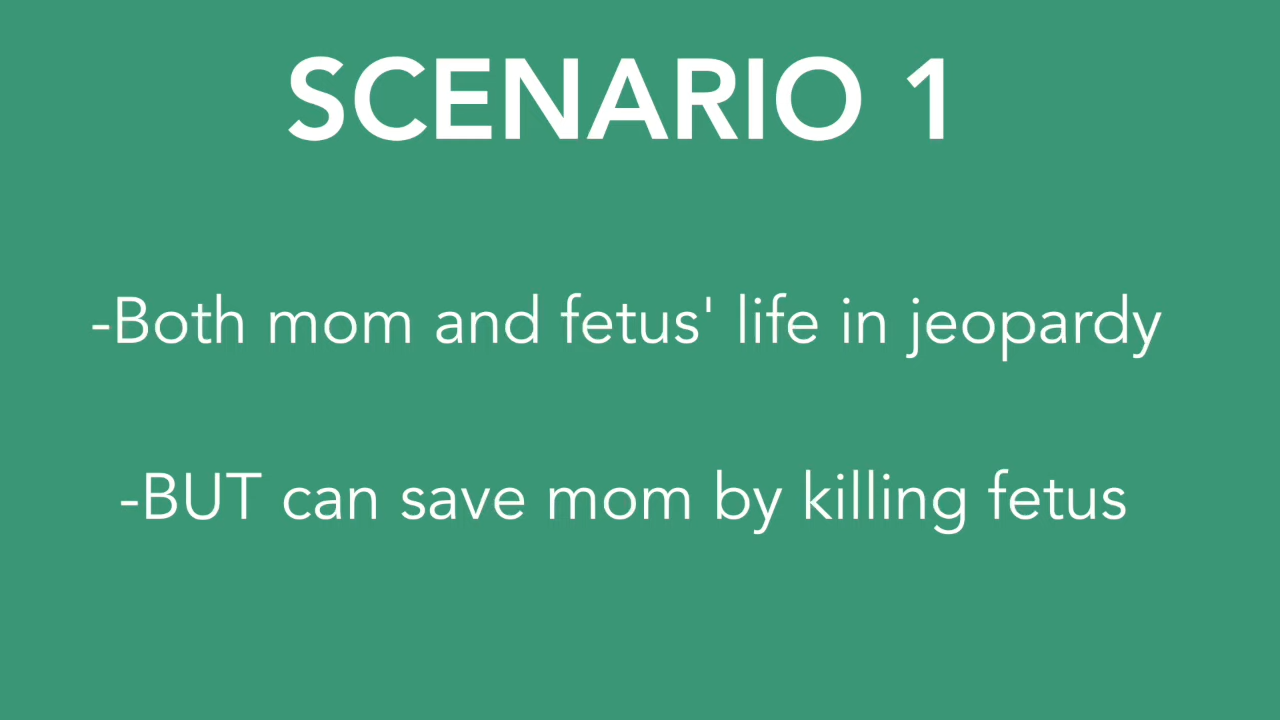 SCENARIO 1
-Both mom and fetus' life in jeopardy
-BUT can save mom by killing fetus